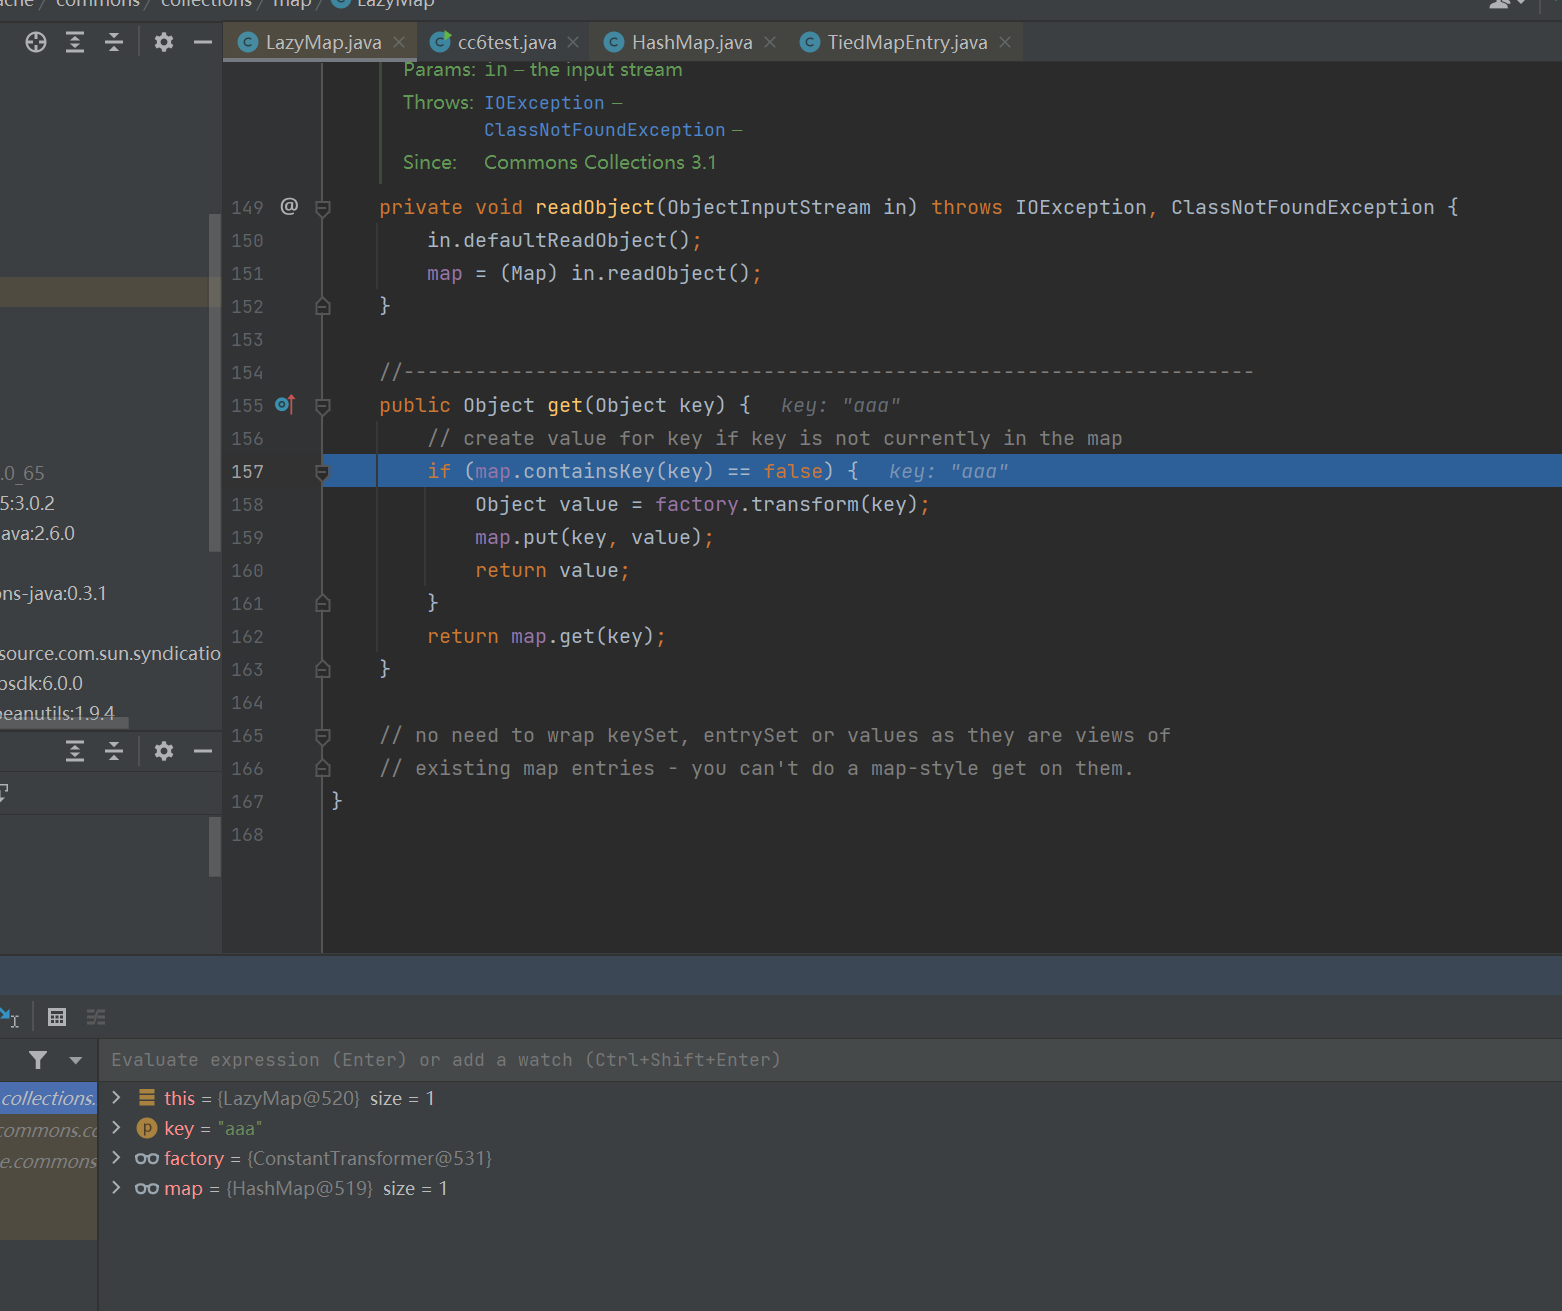 commons / collections / map / LazyMap
LazyMap.java cc6test.java HashMap.java TiedMapEntry.java
Params: in – the input stream
Throws: IOException –
ClassNotFoundException –
Since: Commons Collections 3.1
149 @ private void readObject(ObjectInputStream in) throws IOException, ClassNotFoundException {
150 in.defaultReadObject();
151 map = (Map) in.readObject();
152 }
153
154 //-----------------------------------------------------------------------
155 public Object get(Object key) { key: "aaa"
156 // create value for key if key is not currently in the map
157 if (map.containsKey(key) == false) { key: "aaa"
158 Object value = factory.transform(key);
159 map.put(key, value);
160 return value;
161 }
162 return map.get(key);
163 }
164
165 // no need to wrap keySet, entrySet or values as they are views of
166 // existing map entries - you can't do a map-style get on them.
167 }
168
.0_65
5:3.0.2
ava:2.6.0
ns-java:0.3.1
source.com.sun.syndicatio
psdk:6.0.0
beanutils:1.9.4
Evaluate expression (Enter) or add a watch (Ctrl+Shift+Enter)
collections.
commons.co
e.commons
this = {LazyMap@520} size = 1
key = "aaa"
factory = {ConstantTransformer@531}
map = {HashMap@519} size = 1